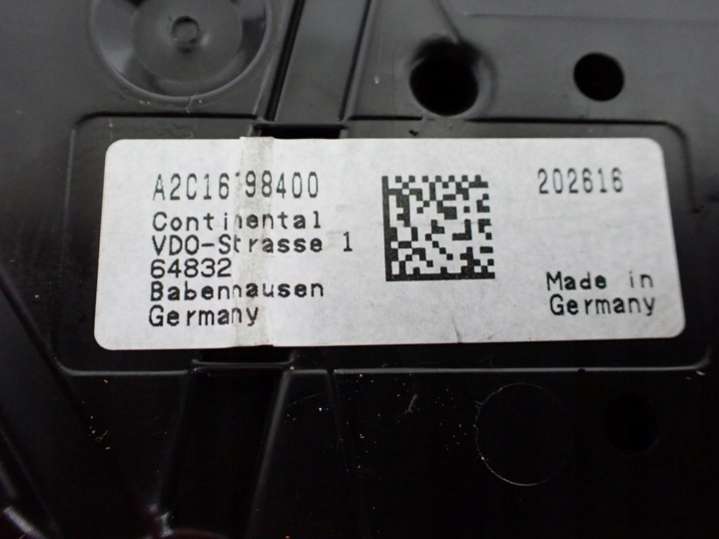 202616
Continental
VDO-Strasse 1
64832
Babenhausen
Germany
Made in
Germany